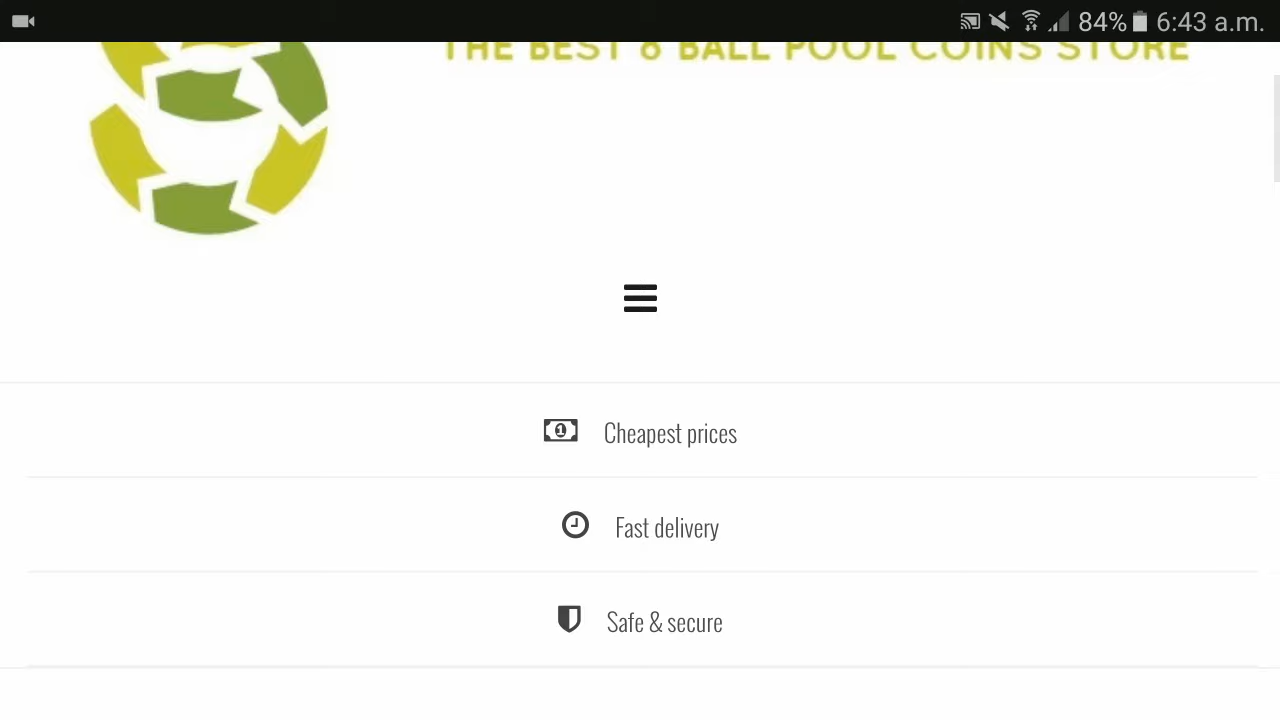 84% 6:43 a.m.
THE BEST 8 BALL POOL COINS STORE
Cheapest prices
Fast delivery
Safe & secure